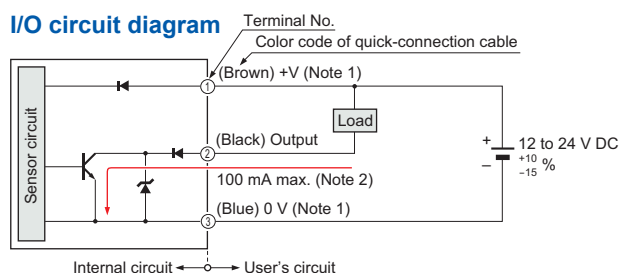 I/O circuit diagram
Terminal No.
Color code of quick-connection cable
(Brown) +V (Note 1)
1
Load
Sensor circuit
(Black) Output
2
+
–
12 to 24 V DC
+10
–15 %
100 mA max. (Note 2)
(Blue) 0 V (Note 1)
3
Internal circuit
User's circuit